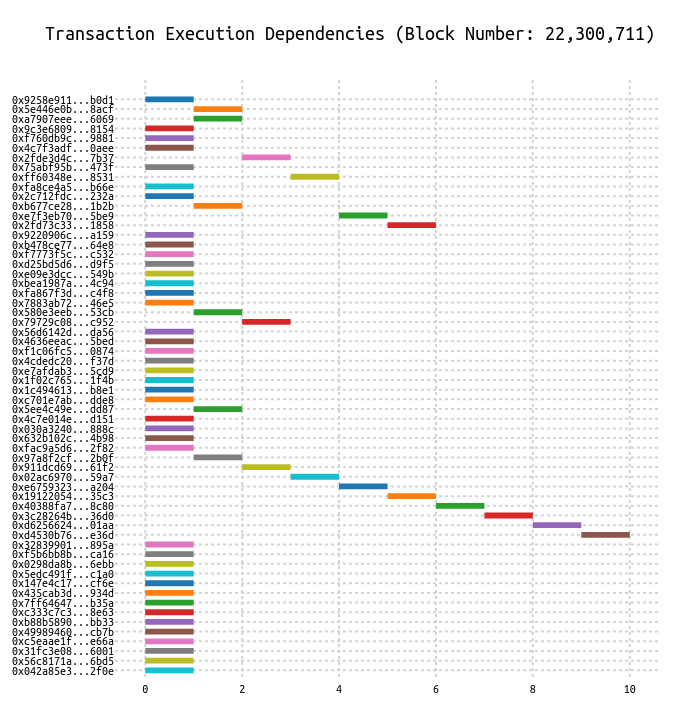 Transaction Execution Dependencies (Block Number: 22,300,711)
0x9258e911...b0d1
0x5e446e0b...8acf
0xa7907eee...6069
0x9c3e6809...8154
0xf760db9c...9881
0x4c7f3adf...0aee
0x2fde3d4c...7b37
0x75abf95b...473f
0xff60348e...8531
0xfa8ce4a5...b66e
0x2c712fdc...232a
0xb677ce28...1b2b
0xe7f3eb70...5be9
0x2fd73c33...1858
0x9220906c...a159
0xb478ce77...64e8
0xf7773f5c...c532
0xd25bd5d6...d9f5
0xe09e3dcc...549b
0xbea1987a...4c94
0xfa867f3d...c4f8
0x7883ab72...46e5
0x580e3eeb...53cb
0x79729c08...c952
0x56d6142d...da56
0x4636eeac...5bed
0xf1c06fc5...0874
0x4cdedc20...f37d
0xe7afdab3...5cd9
0x1f02c765...1f4b
0x1c494613...b8e1
0xc701e7ab...dde8
0x5ee4c49e...dd87
0x4c7e014e...d151
0x030a3240...888c
0x632b102c...4b98
0xfac9a5d6...2f82
0x97a8f2cf...2b0f
0x911dcd69...61f2
0x02ac6970...59a7
0xe6759323...a204
0x19122054...35c3
0x40388fa7...8c80
0x3c28264b...36d0
0xd6256624...01aa
0xd4530b76...e36d
0x32839901...895a
0xf5b6bb8b...ca16
0x0298da8b...6ebb
0x5edc491f...c1a0
0x147e4c17...cf6e
0x435cab3d...934d
0x7ff64647...b35a
0xc333c7c3...8e63
0xb88b5890...bb33
0x49989460...cb7b
0xc5eaae1f...e66a
0x31fc3e08...6001
0x56c8171a...6bd5
0x042a85e3...2f0e
0 2 4 6 8 10